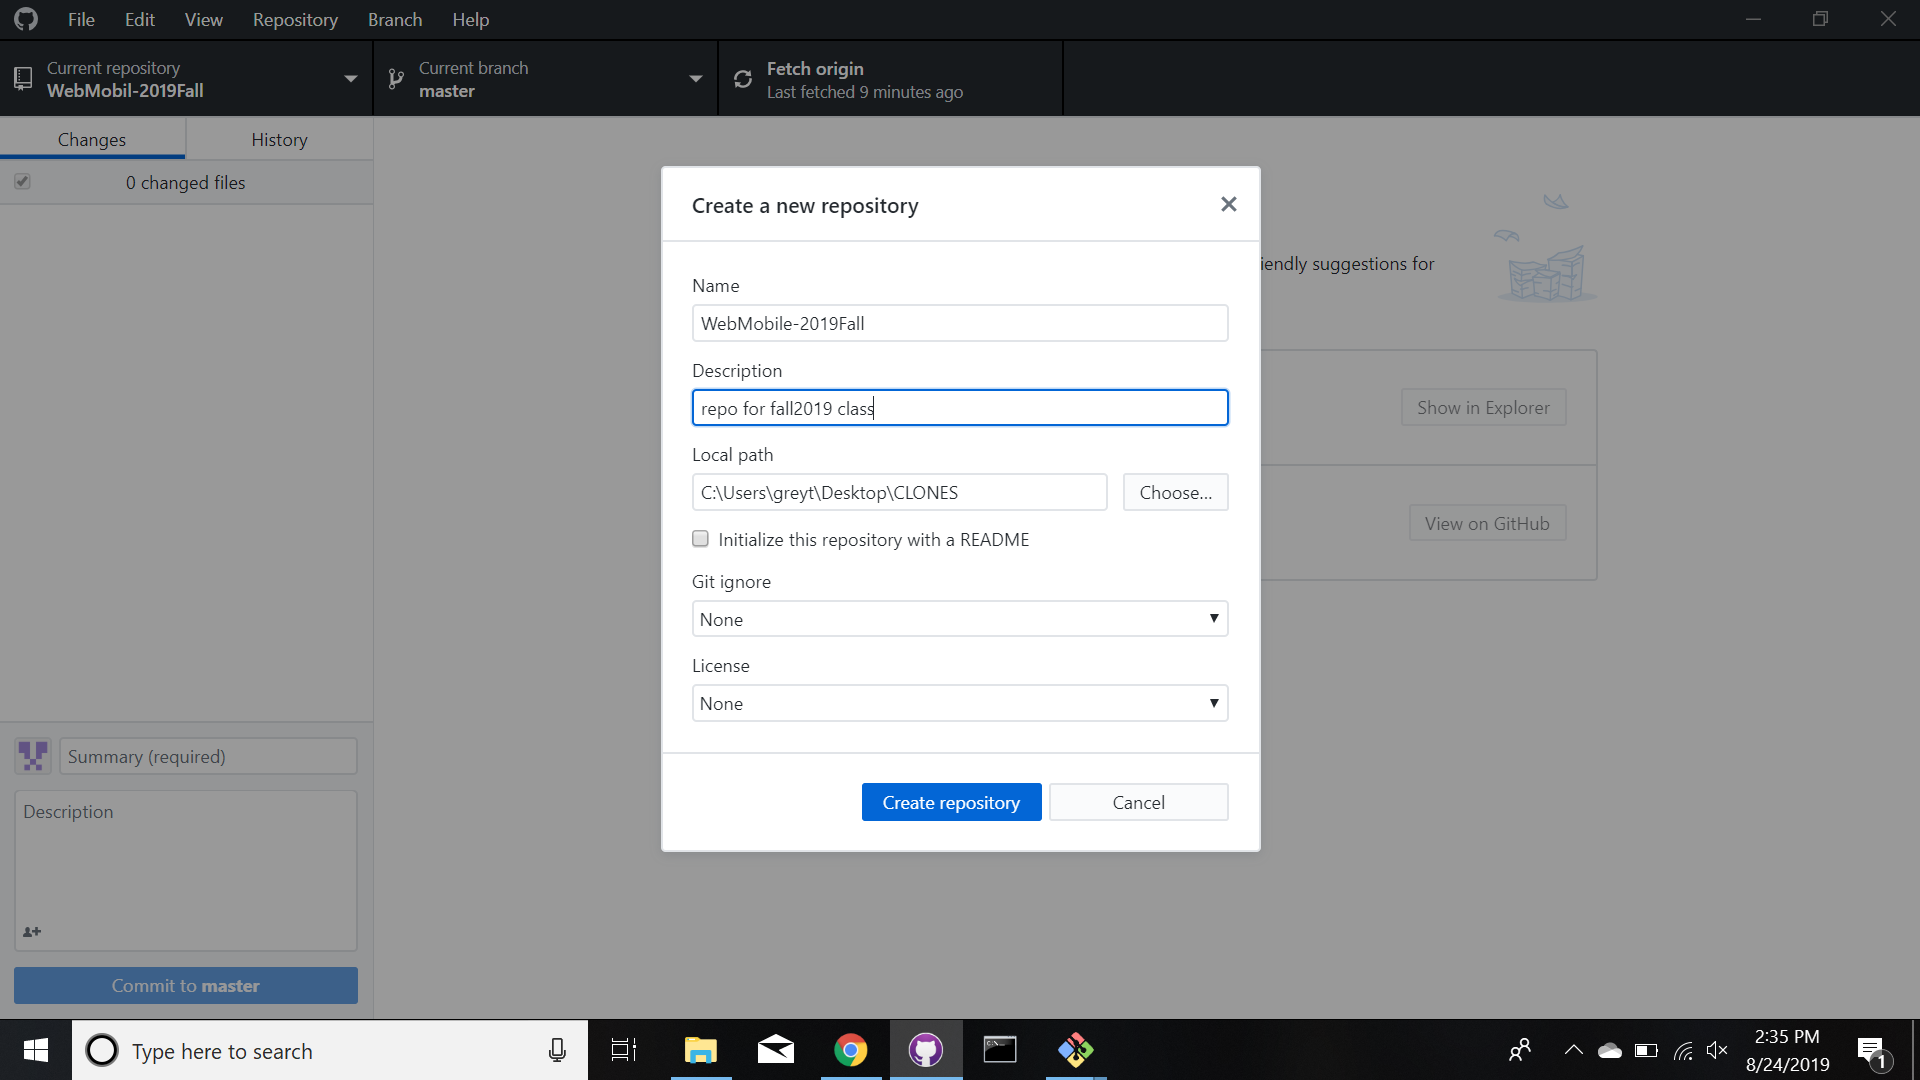 File Edit View Repository Branch Help
Current repository
WebMobil-2019Fall
Current branch
master
Fetch origin
Last fetched 9 minutes ago
Changes History
0 changed files
Create a new repository
Name
WebMobile-2019Fall
iendly suggestions for
Description
repo for fall2019 class
Show in Explorer
Local path
C:\Users\greyt\Desktop\CLONES
Choose...
View on GitHub
Initialize this repository with a README
Git ignore
None
License
None
Summary (required)
Description
Create repository
Cancel
Commit to master
Type here to search
2:35 PM
8/24/2019
1